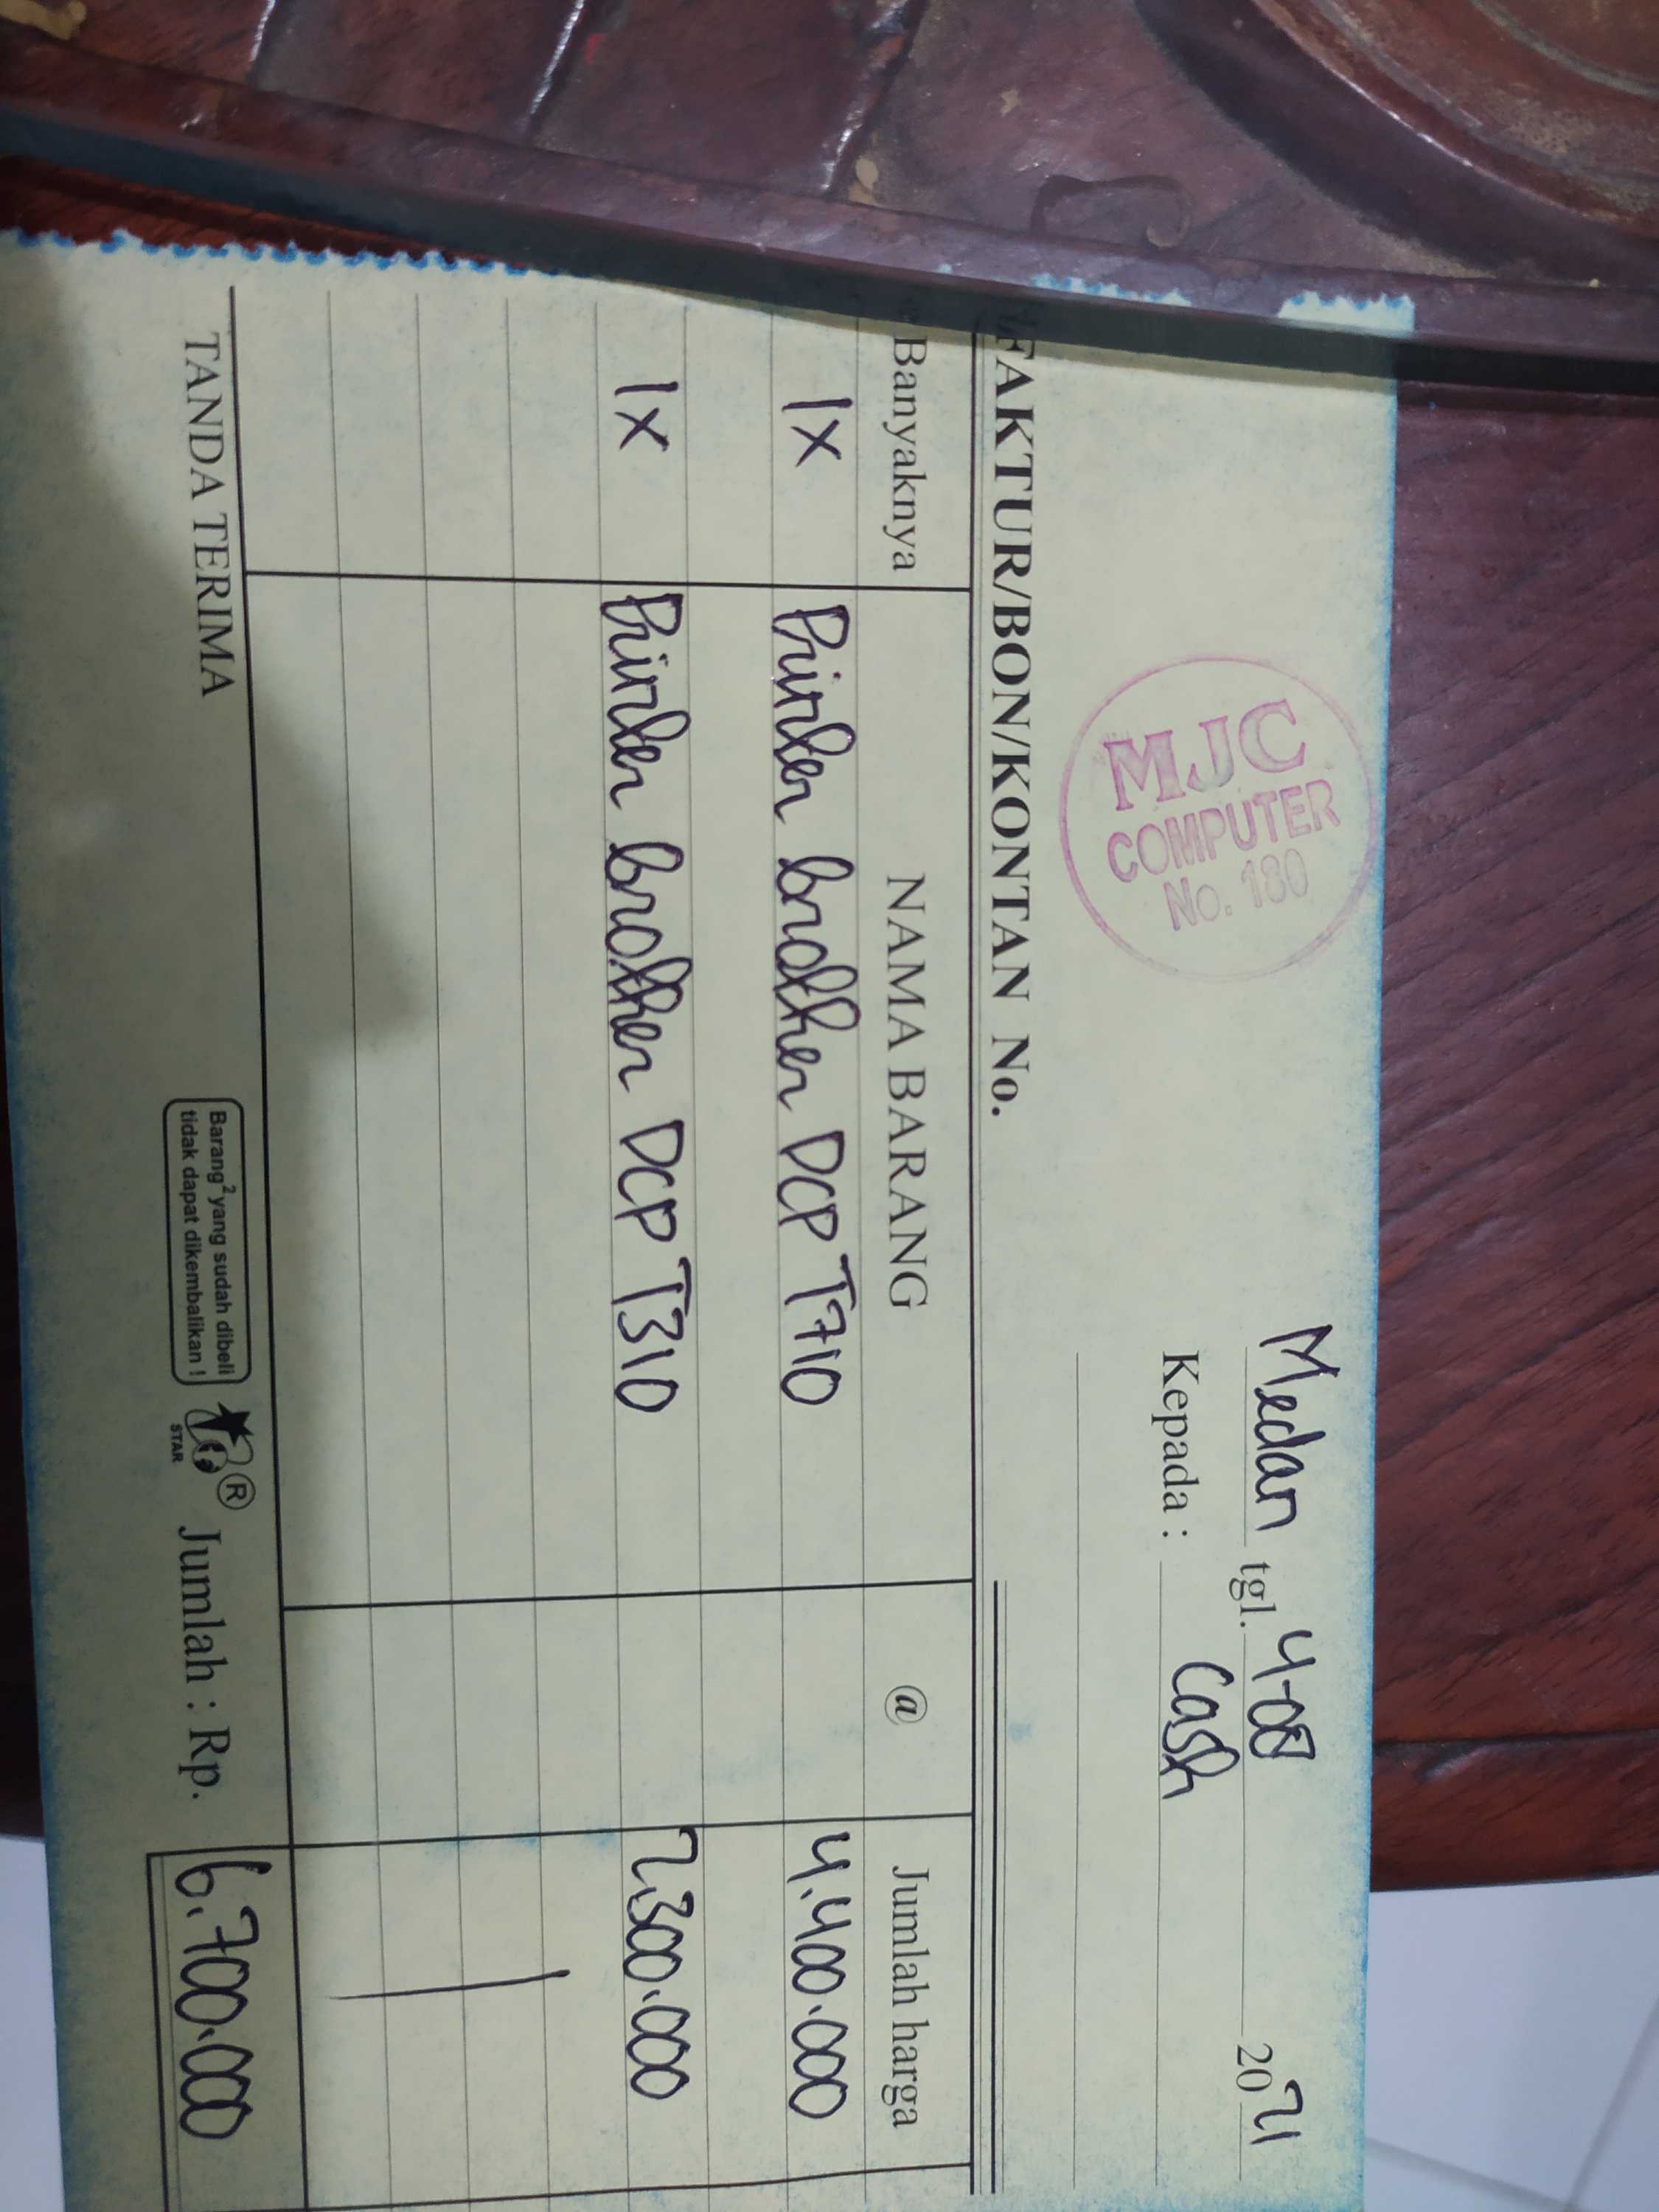 MJC
COMPUTER
No. 180
Medan tgl. 4-08 2021
Kepada : Cash
FAKTUR/BON/KONTAN No.
Banyaknya NAMA BARANG @ Jumlah harga
1x Printer brother DCP T710 4.400.000
1x Printer brother DCP T310 2.300.000
TANDA TERIMA
Barang² yang sudah dibeli
tidak dapat dikembalikan !
STAR
®
Jumlah : Rp. 6.700.000